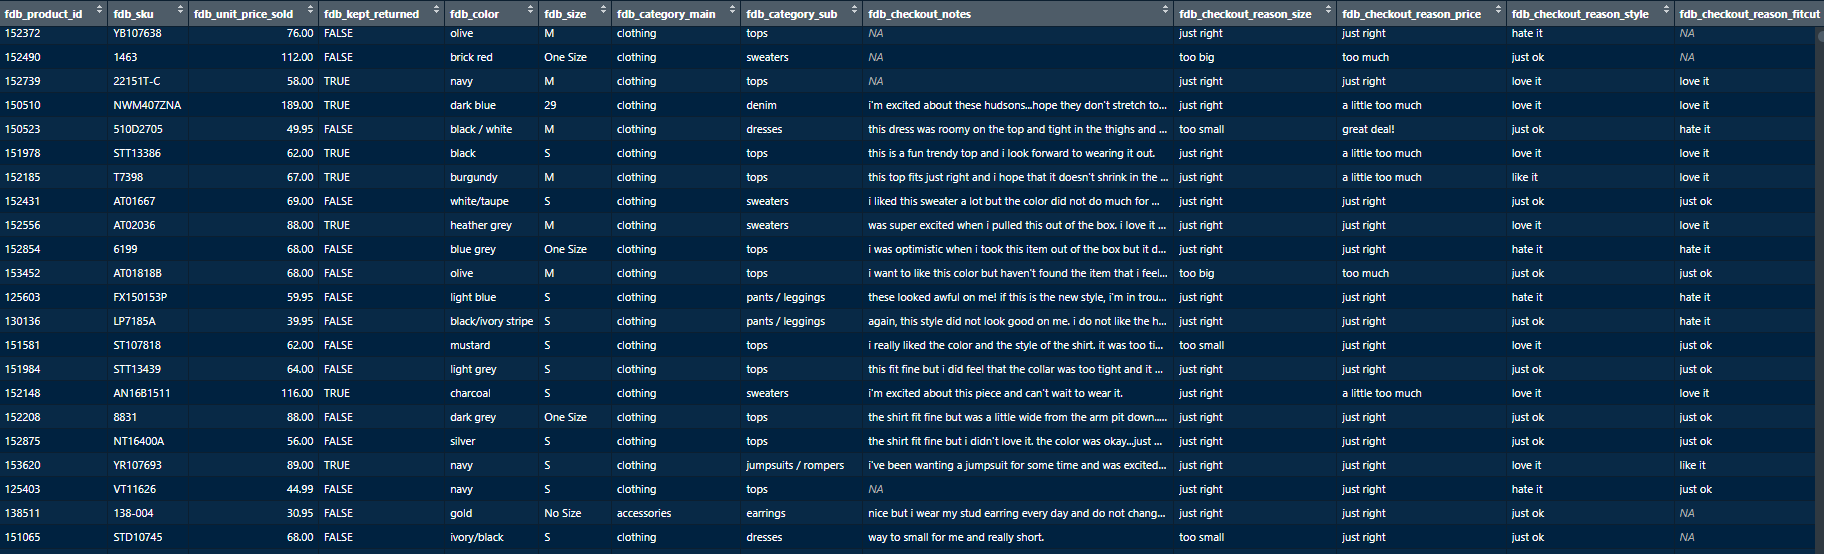 fdb_product_id fdb_sku fdb_unit_price_sold fdb_kept_returned fdb_color fdb_size fdb_category_main fdb_category_sub fdb_checkout_notes fdb_checkout_reason_size fdb_checkout_reason_price fdb_checkout_reason_style fdb_checkout_reason_fitcut
152372 YB107638 76.00 FALSE olive M clothing tops NA just right just right hate it NA
152490 1463 112.00 FALSE brick red One Size clothing sweaters NA too big too much just ok NA
152739 22151T-C 58.00 TRUE navy M clothing tops NA just right just right love it love it
150510 NWM407ZNA 189.00 TRUE dark blue 29 clothing denim i'm excited about these hudsons...hope they don't stretch to... just right a little too much love it love it
150523 510D2705 49.95 FALSE black / white M clothing dresses this dress was roomy on the top and tight in the thighs and ... too small great deal! just ok hate it
151978 STT13386 62.00 TRUE black S clothing tops this is a fun trendy top and i look forward to wearing it out. just right a little too much love it love it
152185 T7398 67.00 TRUE burgundy M clothing tops this top fits just right and i hope that it doesn't shrink in the ... just right a little too much like it love it
152431 AT01667 69.00 FALSE white/taupe S clothing sweaters i liked this sweater a lot but the color did not do much for ... just right just right just ok just ok
152556 AT02036 88.00 TRUE heather grey M clothing sweaters was super excited when i pulled this out of the box. i love it ... just right just right love it love it
152854 6199 68.00 FALSE blue grey One Size clothing tops i was optimistic when i took this item out of the box but it d... just right just right hate it hate it
153452 AT01818B 68.00 FALSE olive M clothing tops i want to like this color but haven't found the item that i feel... too big too much just ok just ok
125603 FX150153P 59.95 FALSE light blue S clothing pants / leggings these looked awful on me! if this is the new style, i'm in trou... just right just right hate it hate it
130136 LP7185A 39.95 FALSE black/ivory stripe S clothing pants / leggings again, this style did not look good on me. i do not like the h... just right just right just ok hate it
151581 ST107818 62.00 FALSE mustard S clothing tops i really liked the color and the style of the shirt. it was too ti... too small just right love it just ok
151984 STT13439 64.00 FALSE light grey S clothing tops this fit fine but i did feel that the collar was too tight and it ... just right just right just ok just ok
152148 AN16B1511 116.00 TRUE charcoal S clothing sweaters i'm excited about this piece and can't wait to wear it. just right a little too much love it love it
152208 8831 88.00 FALSE dark grey One Size clothing tops the shirt fit fine but was a little wide from the arm pit down..... just right just right just ok just ok
152875 NT16400A 56.00 FALSE silver S clothing tops the shirt fit fine but i didn't love it. the color was okay...just ... just right just right just ok just ok
153620 YR107693 89.00 TRUE navy S clothing jumpsuits / rompers i've been wanting a jumpsuit for some time and was excited... just right just right love it like it
125403 VT11626 44.99 FALSE navy S clothing tops NA just right just right hate it just ok
138511 138-004 30.95 FALSE gold No Size accessories earrings nice but i wear my stud earring every day and do not chang... just right just right just ok NA
151065 STD10745 68.00 FALSE ivory/black S clothing dresses way to small for me and really short. too small just right just ok NA